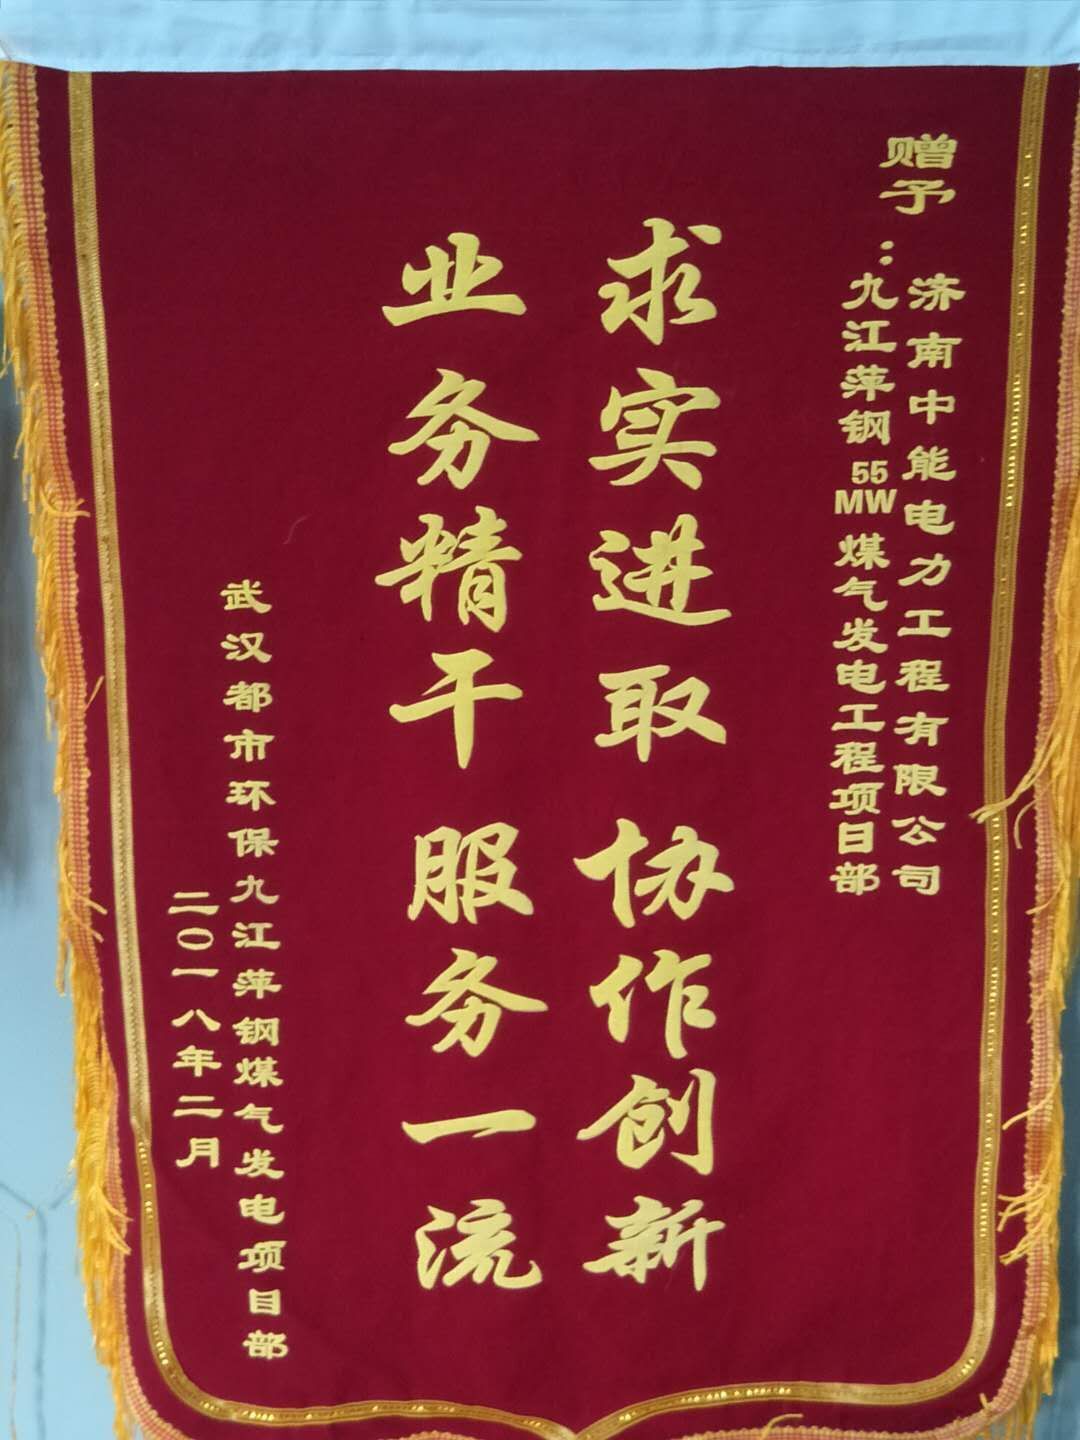 赠予：
济南中能电力工程有限公司
九江萍钢55MW煤气发电工程项目部
求实进取协作创新
业务精干服务一流
武汉都市环保九江萍钢煤气发电项目部
二〇一八年二月